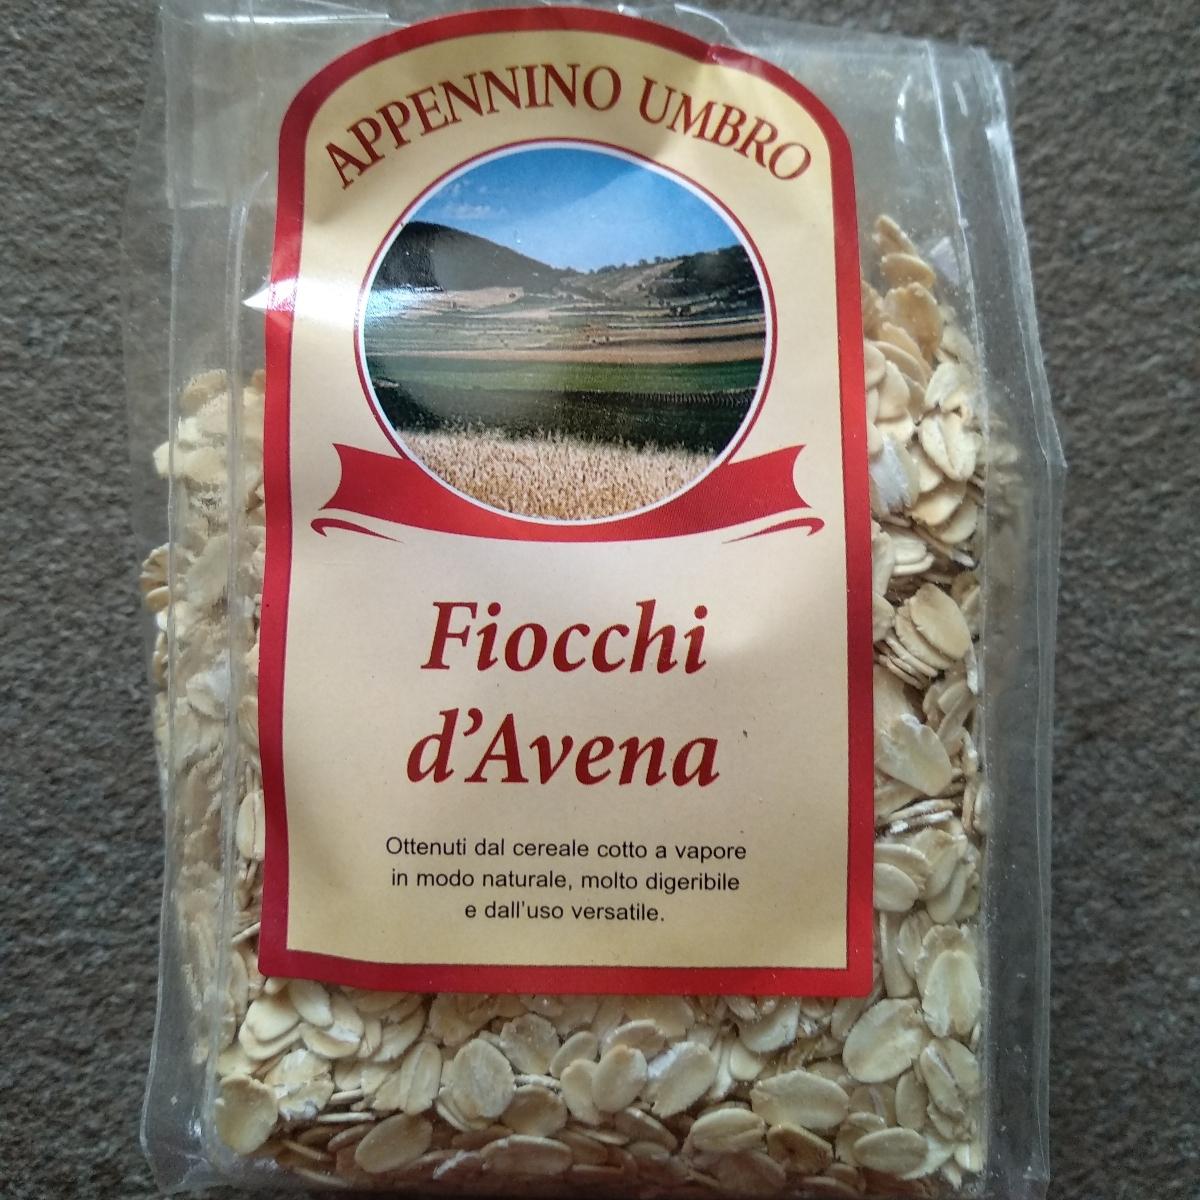 APPENNINO UMBRO
Fiocchi
d'Avena
Ottenuti dal cereale cotto a vapore
in modo naturale, molto digeribile
e dall'uso versatile.